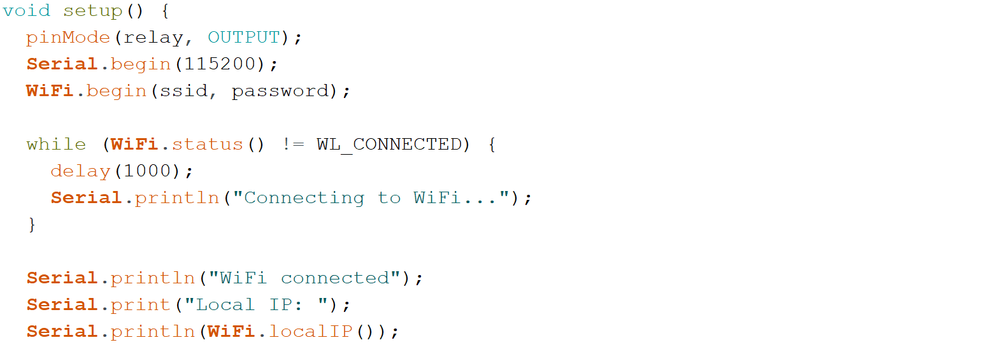 void setup() {
  pinMode(relay, OUTPUT);
  Serial.begin(115200);
  WiFi.begin(ssid, password);

  while (WiFi.status() != WL_CONNECTED) {
    delay(1000);
    Serial.println("Connecting to WiFi...");
  }

  Serial.println("WiFi connected");
  Serial.print("Local IP: ");
  Serial.println(WiFi.localIP());